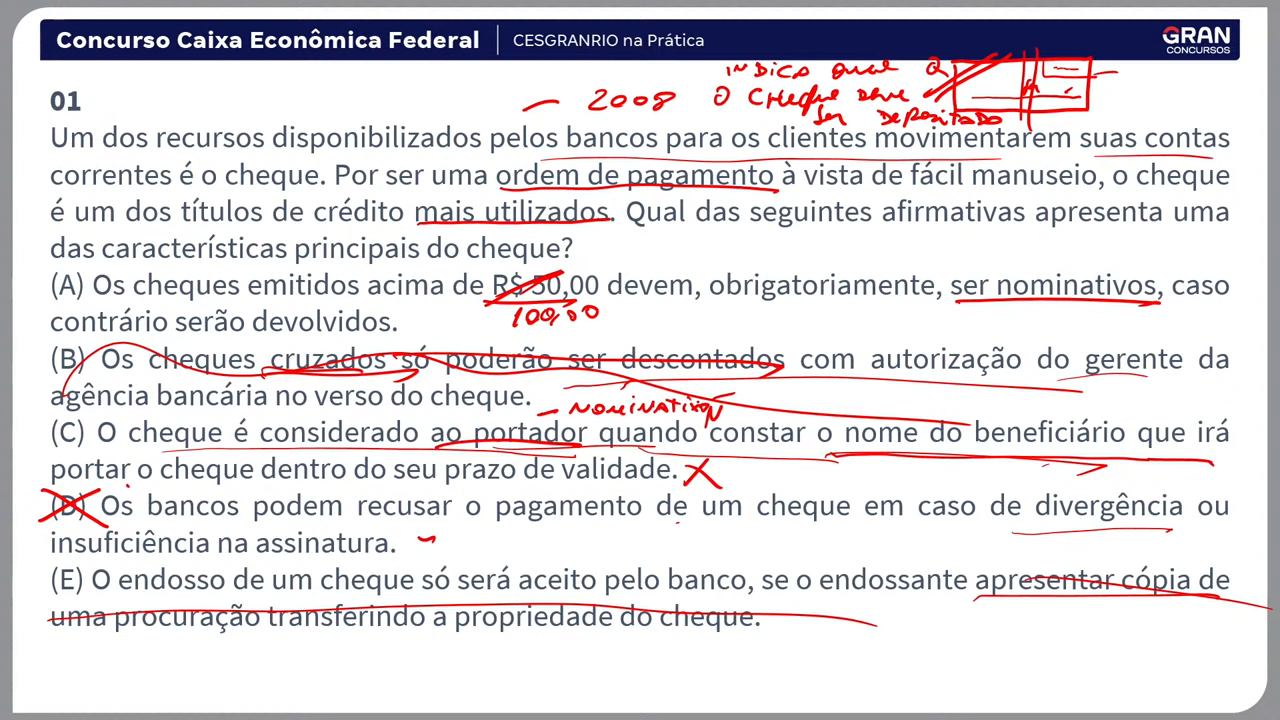 Concurso Caixa Econômica Federal | CESGRANRIO na Prática
GRAN
CONCURSOS
INDICA QUAL
— 2008 O CHEQUE DEVE
SER DEPOSITADO
01
Um dos recursos disponibilizados pelos bancos para os clientes movimentarem suas contas
correntes é o cheque. Por ser uma ordem de pagamento à vista de fácil manuseio, o cheque
é um dos títulos de crédito mais utilizados. Qual das seguintes afirmativas apresenta uma
das características principais do cheque?
(A) Os cheques emitidos acima de R$ 50,00 devem, obrigatoriamente, ser nominativos, caso
100,00
contrário serão devolvidos.
(B) Os cheques cruzados só poderão ser descontados com autorização do gerente da
agência bancária no verso do cheque.
— NOMINATIVO
(C) O cheque é considerado ao portador quando constar o nome do beneficiário que irá
portar o cheque dentro do seu prazo de validade. X
(D) Os bancos podem recusar o pagamento de um cheque em caso de divergência ou
insuficiência na assinatura.
(E) O endosso de um cheque só será aceito pelo banco, se o endossante apresentar cópia de
uma procuração transferindo a propriedade do cheque.